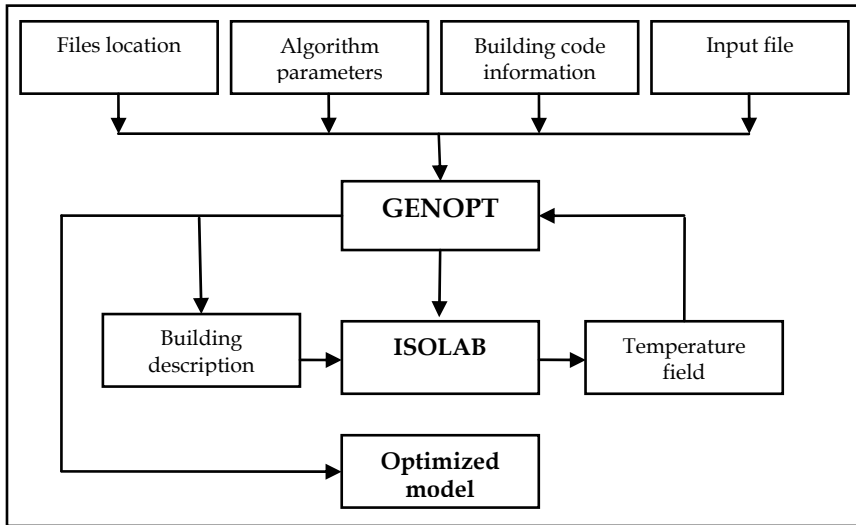 Files location
Algorithm
parameters
Building code
information
Input file
GENOPT
Building
description
ISOLAB
Temperature
field
Optimized
model